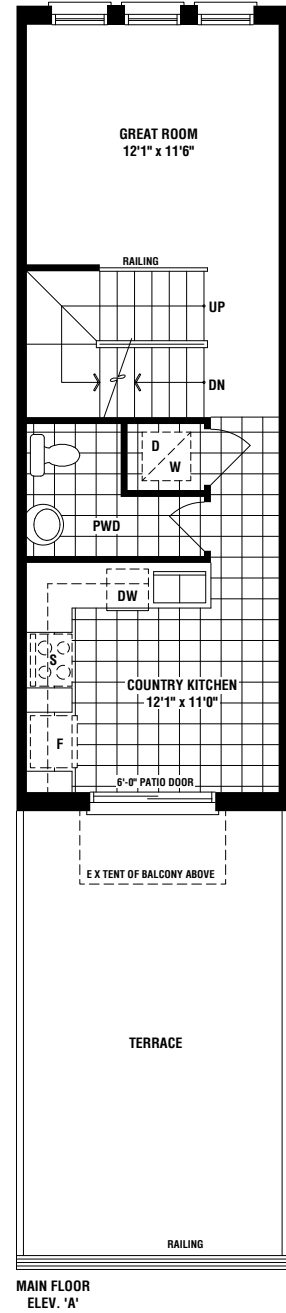 GREAT ROOM
12'1" x 11'6"
RAILING
UP
DN
D
W
PWD
DW
S
COUNTRY KITCHEN
12'1" x 11'0"
F
6'-0" PATIO DOOR
E X TENT OF BALCONY ABOVE
TERRACE
RAILING
MAIN FLOOR
ELEV. 'A'